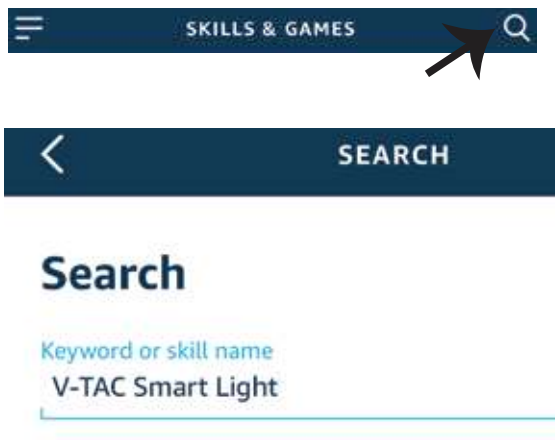 SKILLS & GAMES
SEARCH
Search
Keyword or skill name
V-TAC Smart Light